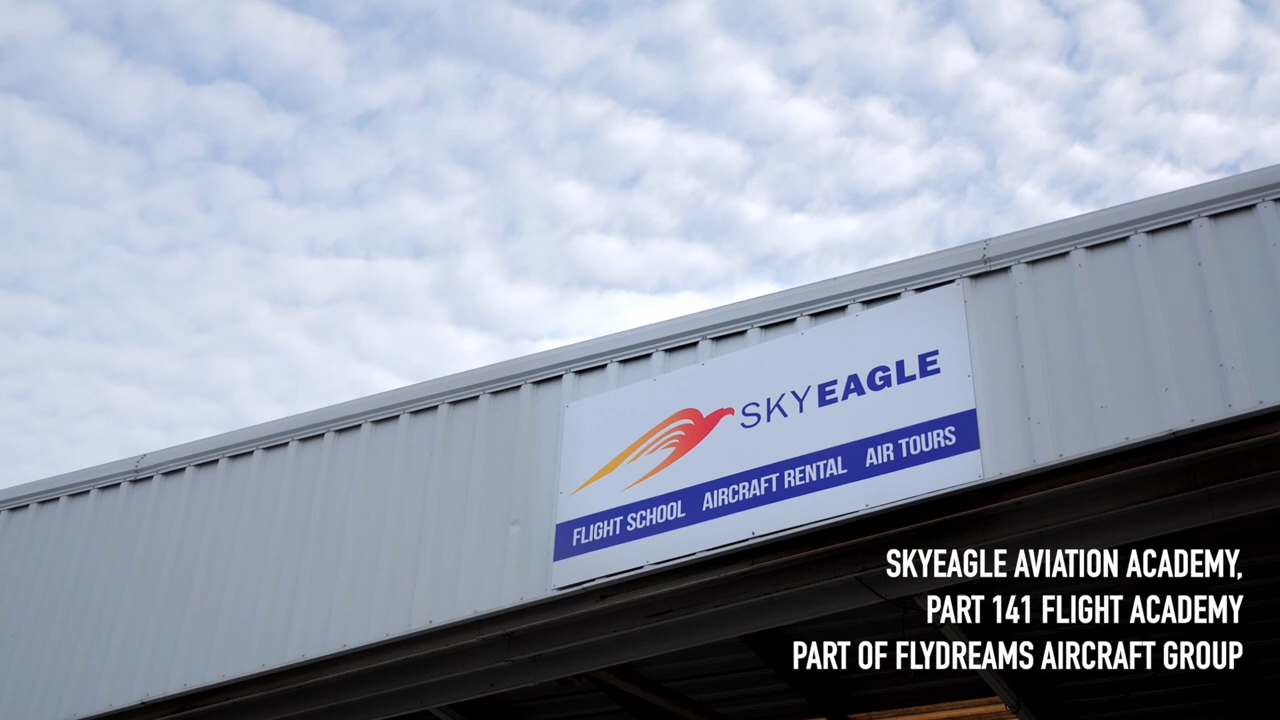 SKYEAGLE
FLIGHT SCHOOL AIRCRAFT RENTAL AIR TOURS
SKYEAGLE AVIATION ACADEMY,
PART 141 FLIGHT ACADEMY
PART OF FLYDREAMS AIRCRAFT GROUP